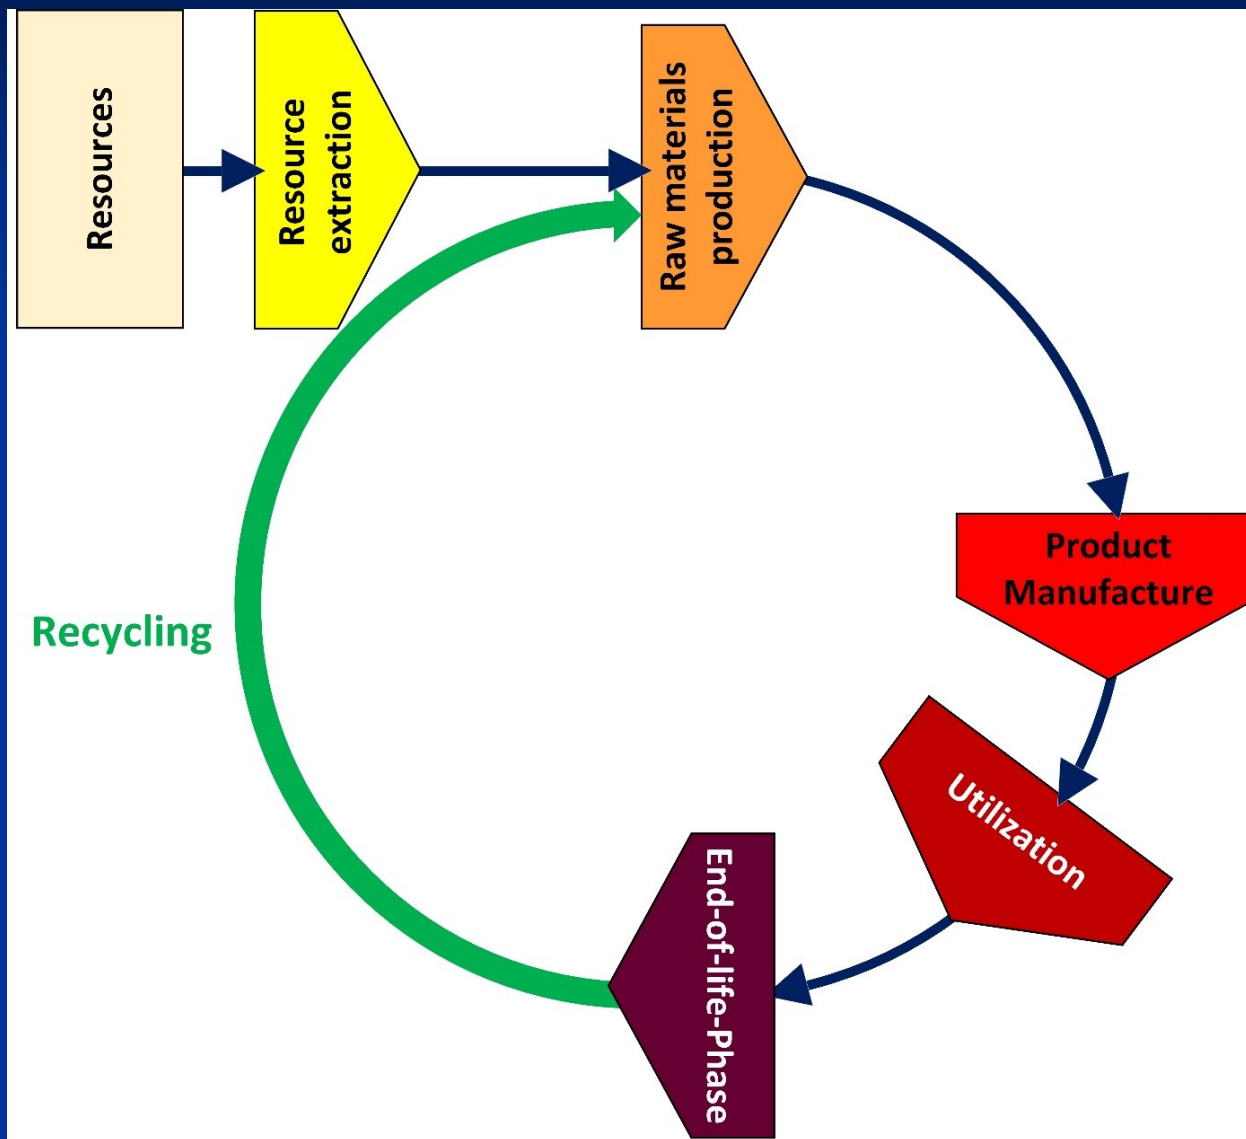 Resources
Resource
extraction
Raw materials
production
Product
Manufacture
Utilization
End-of-life-Phase
Recycling